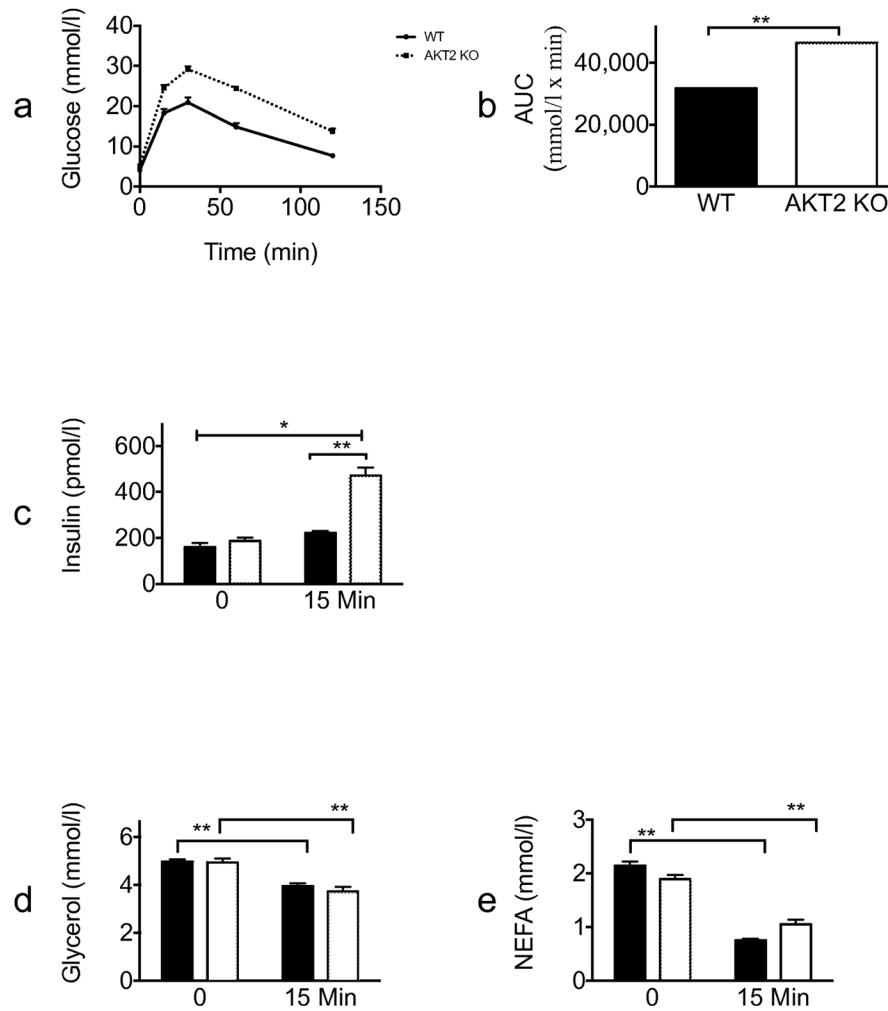 a
Glucose (mmol/l)
40
30
20
10
0
0 50 100 150
Time (min)
WT
AKT2 KO
b
AUC
(mmol/l x min)
40,000
20,000
0
**
WT AKT2 KO
c
Insulin (pmol/l)
600
400
200
0
*
**
0 15 Min
d
Glycerol (mmol/l)
6
4
2
0
**
**
0 15 Min
e
NEFA (mmol/l)
3
2
1
0
**
**
0 15 Min